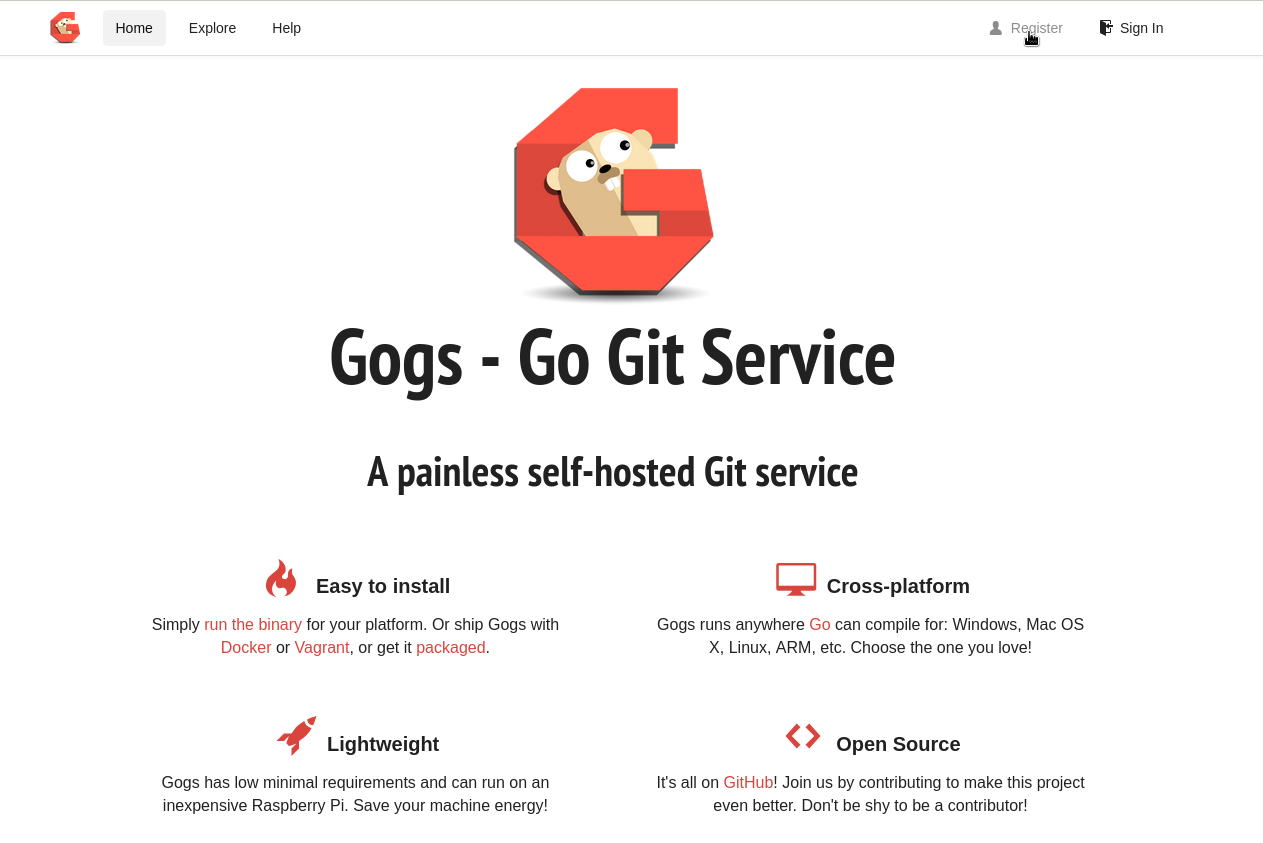 Home Explore Help Register Sign In
Gogs - Go Git Service
A painless self-hosted Git service
Easy to install
Simply run the binary for your platform. Or ship Gogs with
Docker or Vagrant, or get it packaged.
Cross-platform
Gogs runs anywhere Go can compile for: Windows, Mac OS
X, Linux, ARM, etc. Choose the one you love!
Lightweight
Gogs has low minimal requirements and can run on an
inexpensive Raspberry Pi. Save your machine energy!
Open Source
It's all on GitHub! Join us by contributing to make this project
even better. Don't be shy to be a contributor!